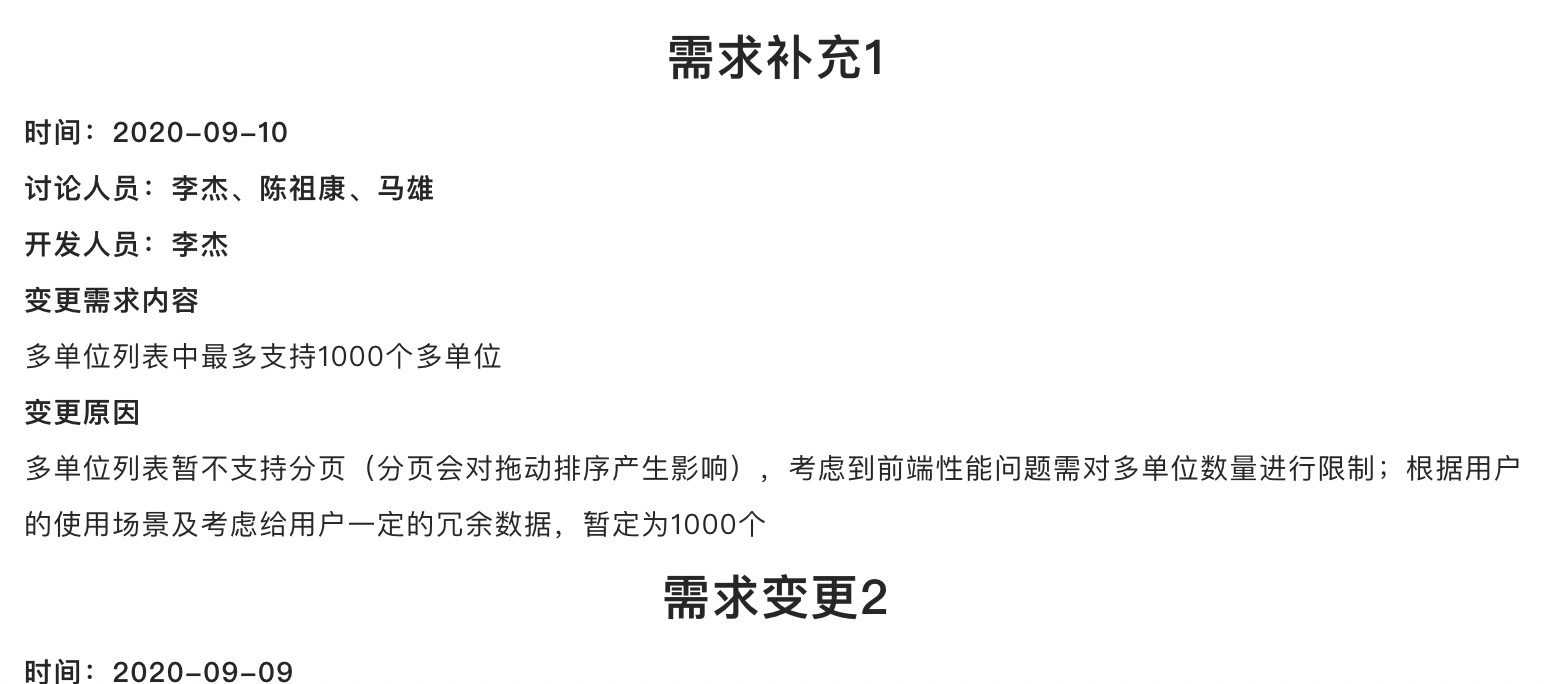 需求补充1
时间：2020-09-10
讨论人员：李杰、陈祖康、马雄
开发人员：李杰
变更需求内容
多单位列表中最多支持1000个多单位
变更原因
多单位列表暂不支持分页（分页会对拖动排序产生影响），考虑到前端性能问题需对多单位数量进行限制；根据用户
的使用场景及考虑给用户一定的冗余数据，暂定为1000个
需求变更2
时间：2020-09-09